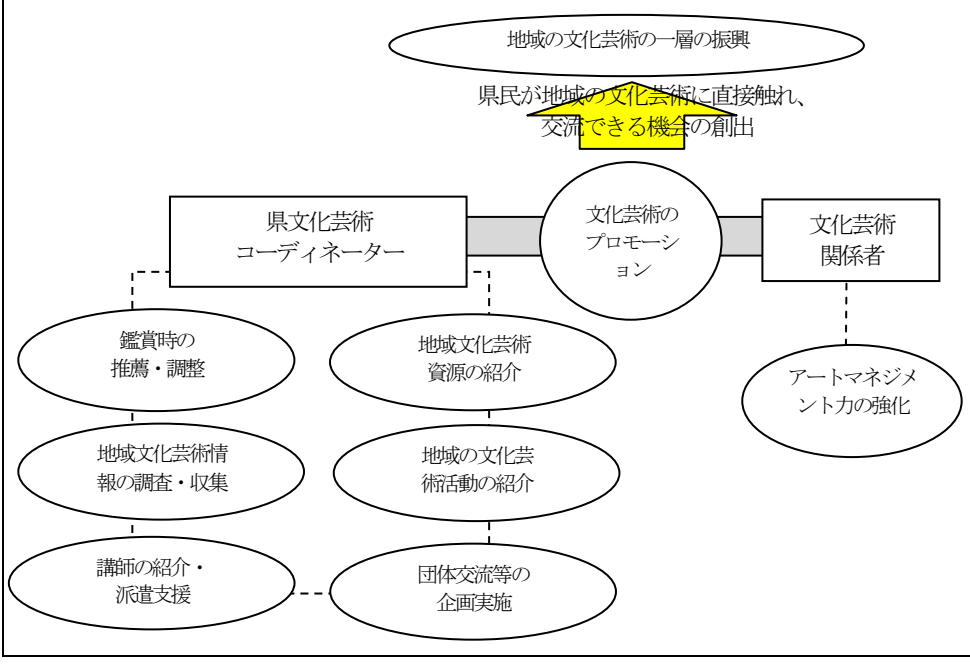 地域の文化芸術の一層の振興
県民が地域の文化芸術に直接触れ、
交流できる機会の創出
県文化芸術
コーディネーター
文化芸術の
プロモーシ
ョン
文化芸術
関係者
鑑賞時の
推薦・調整
地域文化芸術
資源の紹介
アートマネジメ
ント力の強化
地域文化芸術情
報の調査・収集
地域の文化芸
術活動の紹介
講師の紹介・
派遣支援
団体交流等の
企画実施